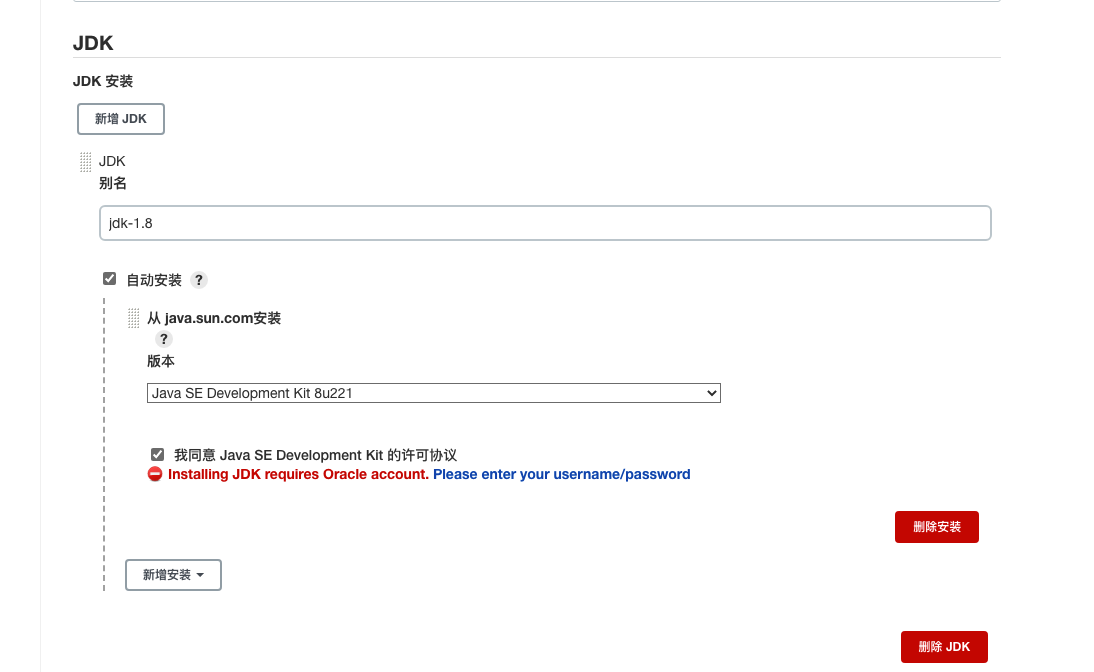 JDK
JDK 安装
新增 JDK
JDK
别名
jdk-1.8
自动安装 ?
从 java.sun.com安装
?
版本
Java SE Development Kit 8u221
我同意 Java SE Development Kit 的许可协议
Installing JDK requires Oracle account. Please enter your username/password
删除安装
新增安装
删除 JDK